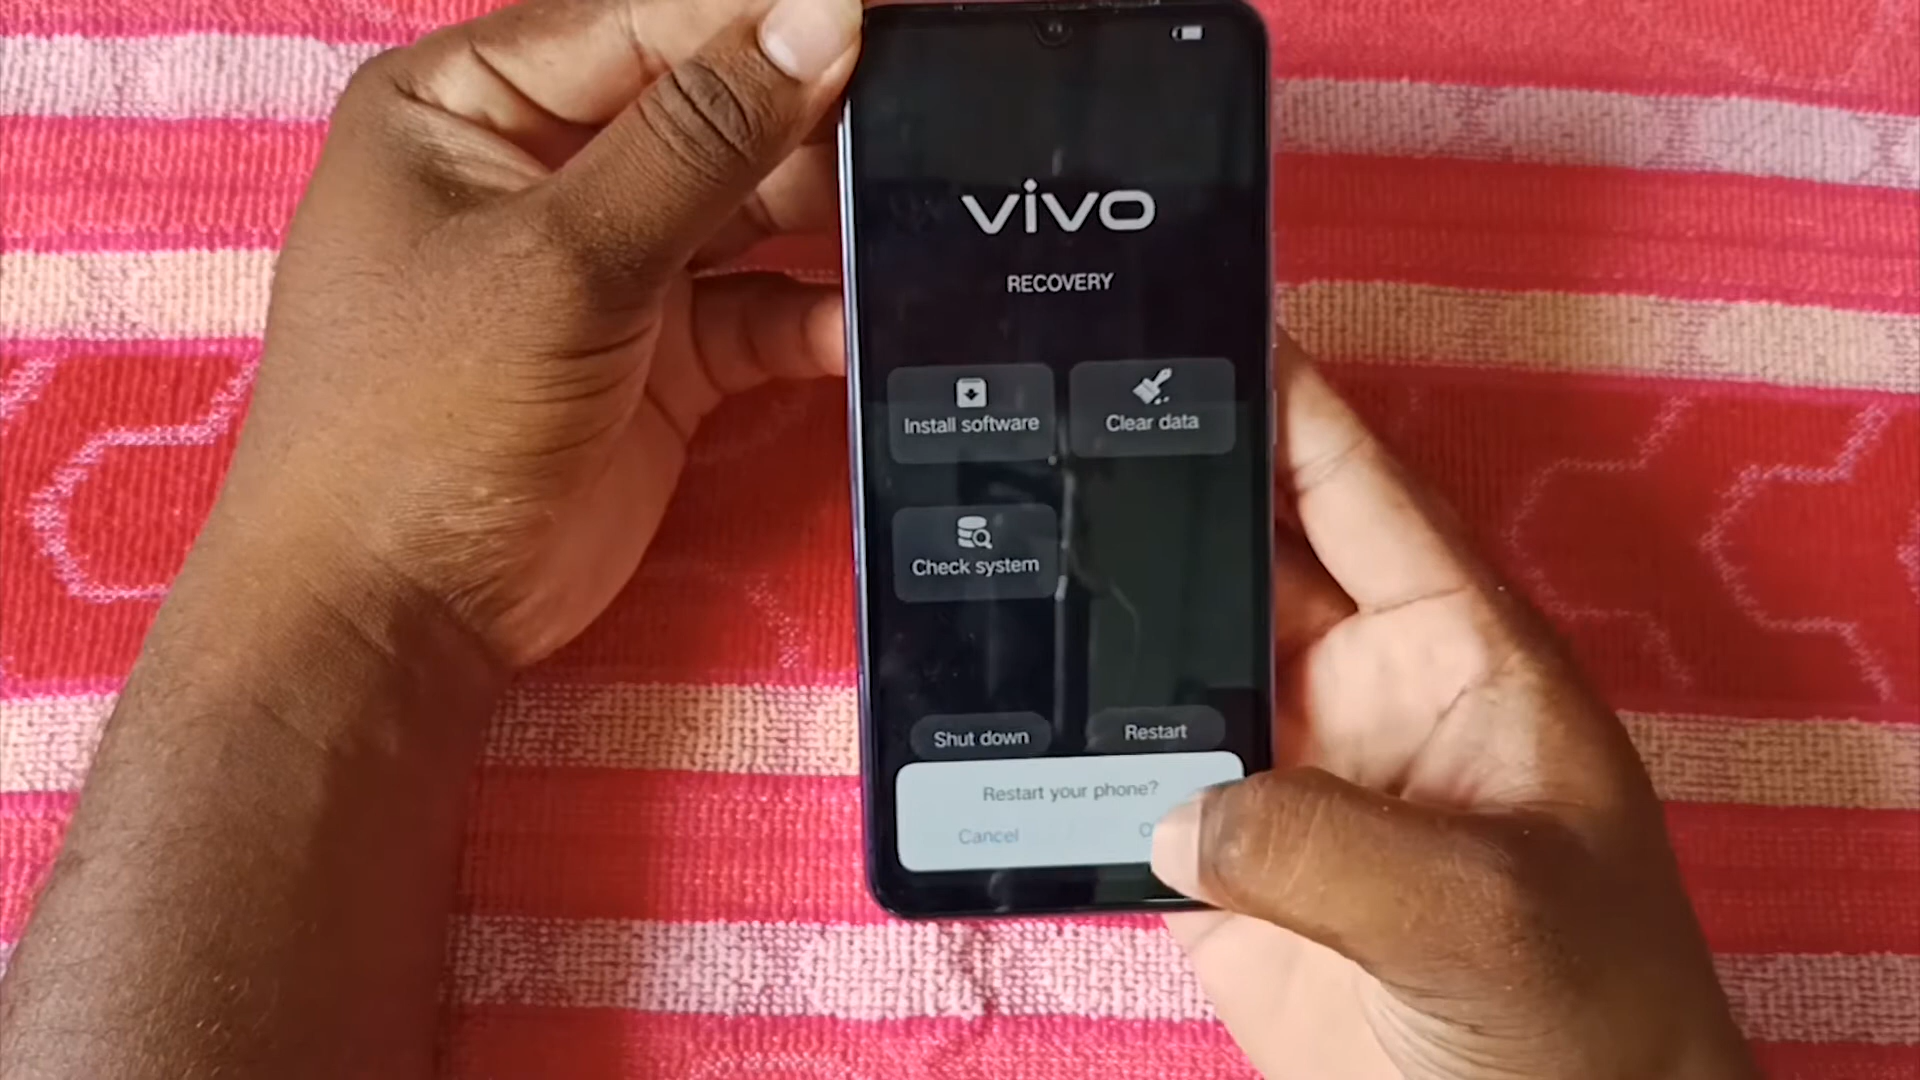 vivo
RECOVERY
Install software
Clear data
Check system
Shut down
Restart
Restart your phone?
Cancel